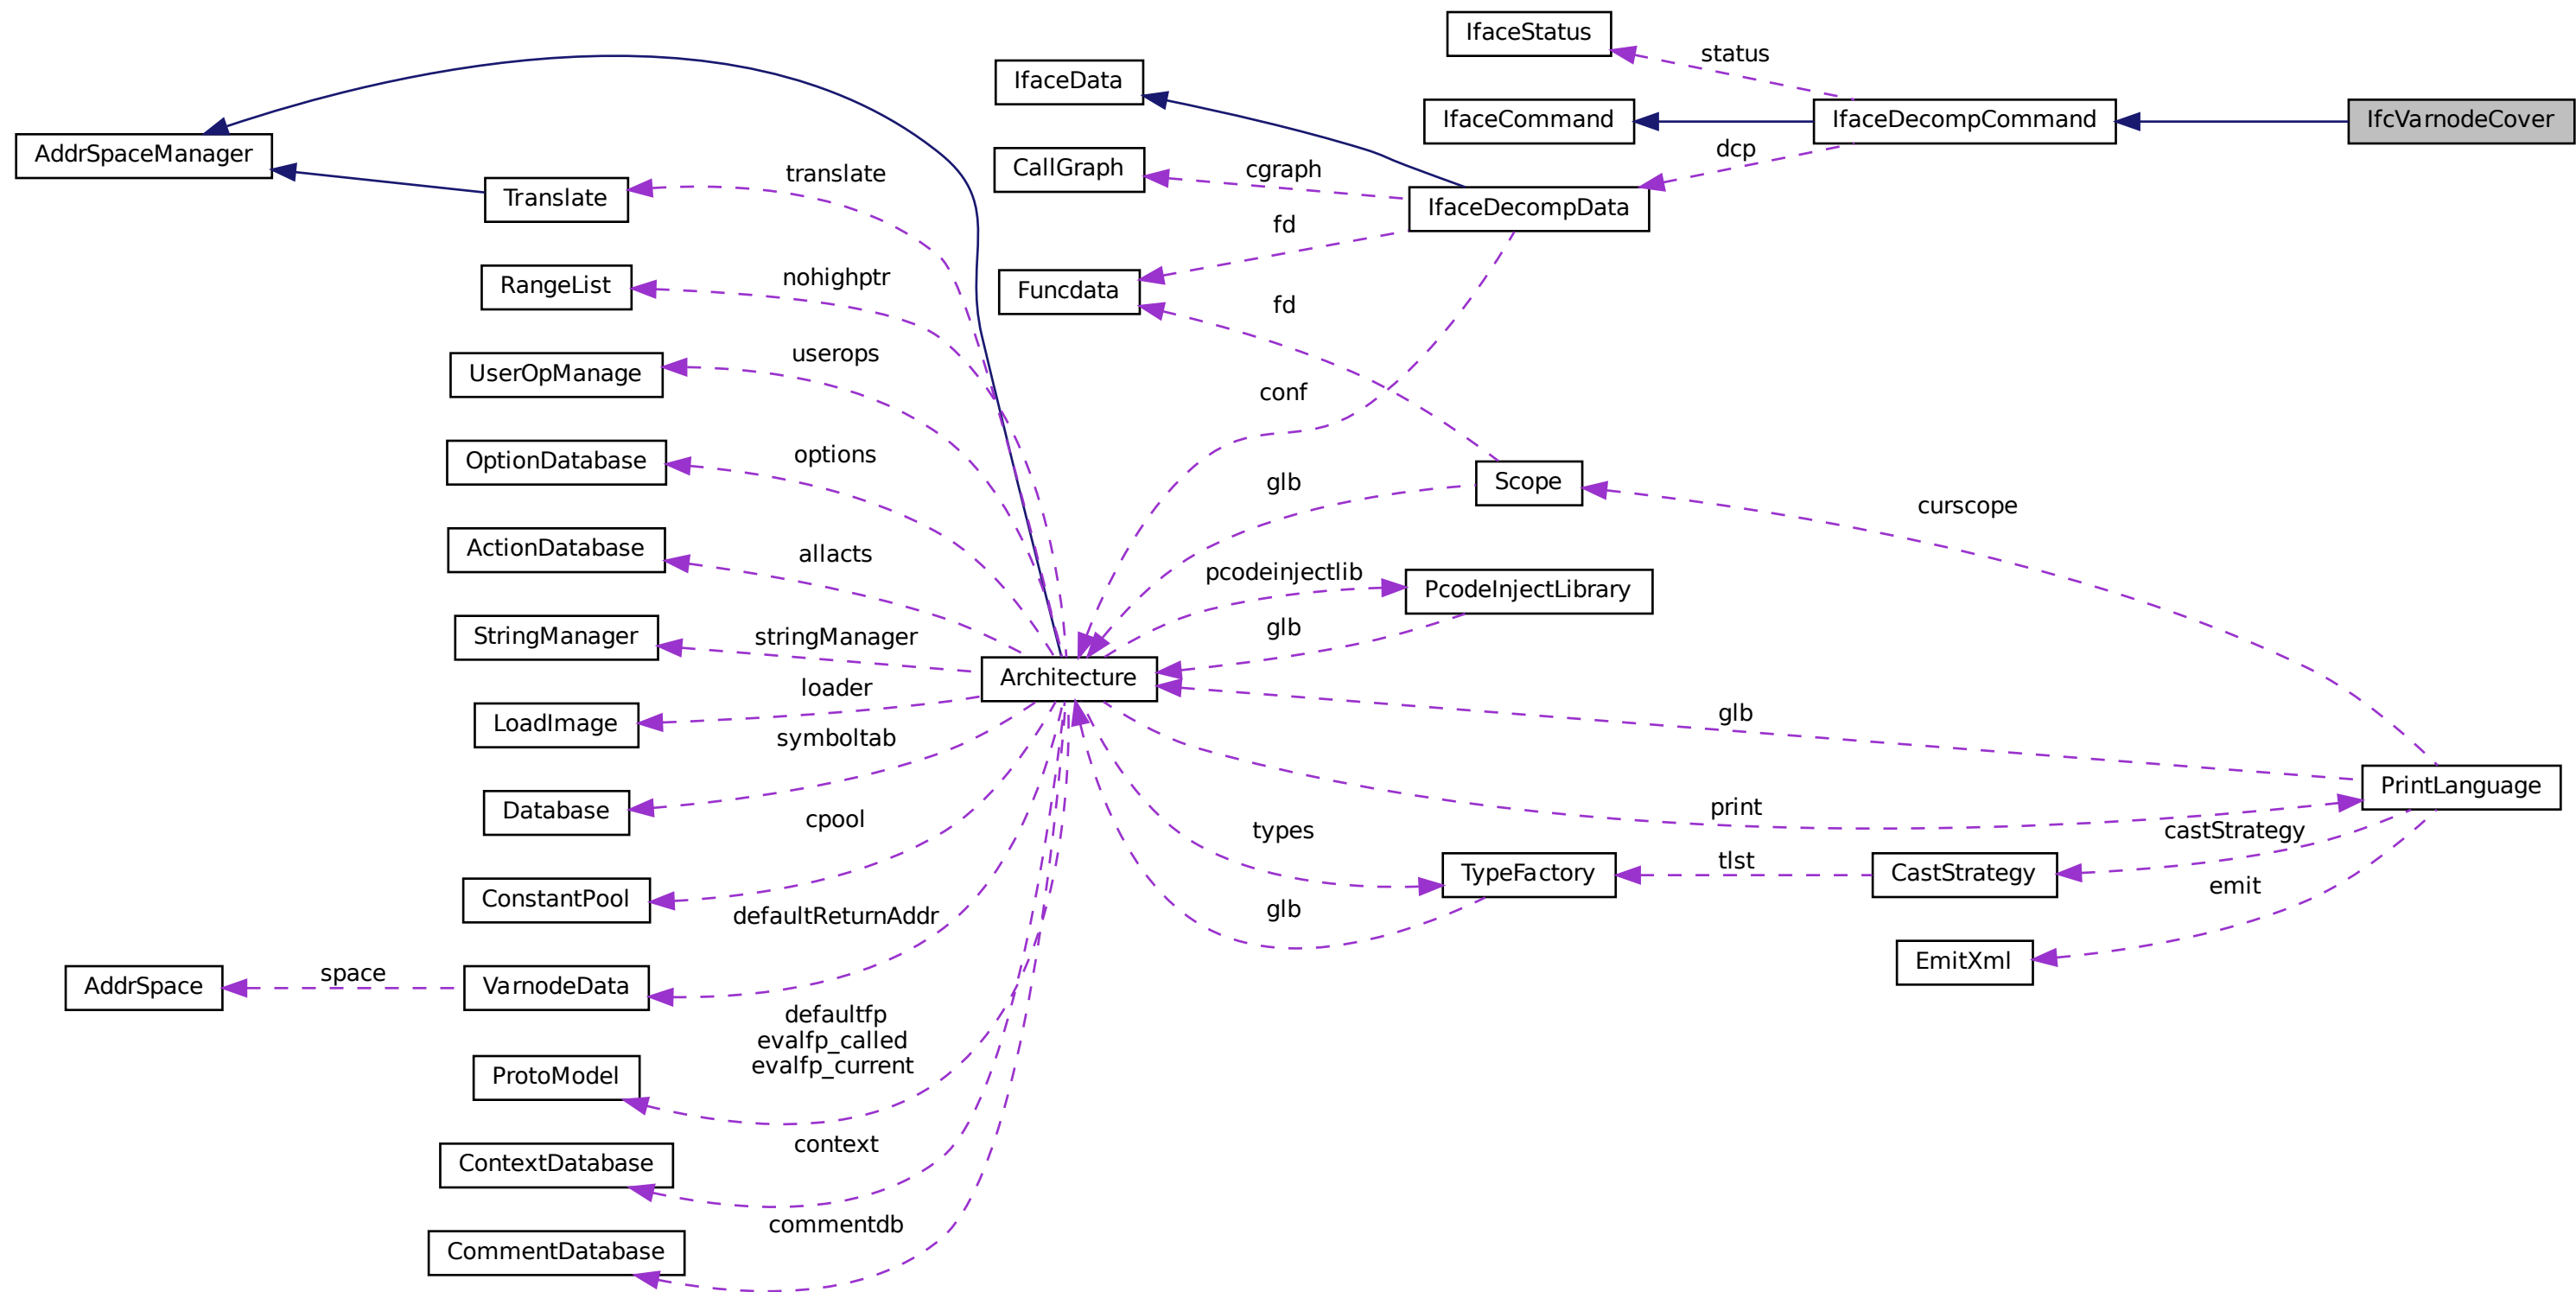 IfaceStatus
status
IfaceData
IfaceCommand
IfaceDecompCommand
IfcVarnodeCover
AddrSpaceManager
Translate
translate
CallGraph
cgraph
dcp
IfaceDecompData
fd
RangeList
nohighptr
Funcdata
fd
UserOpManage
userops
conf
OptionDatabase
options
glb
Scope
curscope
ActionDatabase
allacts
pcodeinjectlib
PcodeInjectLibrary
StringManager
stringManager
glb
Architecture
LoadImage
loader
glb
symboltab
PrintLanguage
Database
cpool
print
types
castStrategy
tlst
TypeFactory
CastStrategy
emit
ConstantPool
defaultReturnAddr
glb
EmitXml
AddrSpace
space
VarnodeData
defaultfp
evalfp_called
evalfp_current
ProtoModel
context
ContextDatabase
commentdb
CommentDatabase